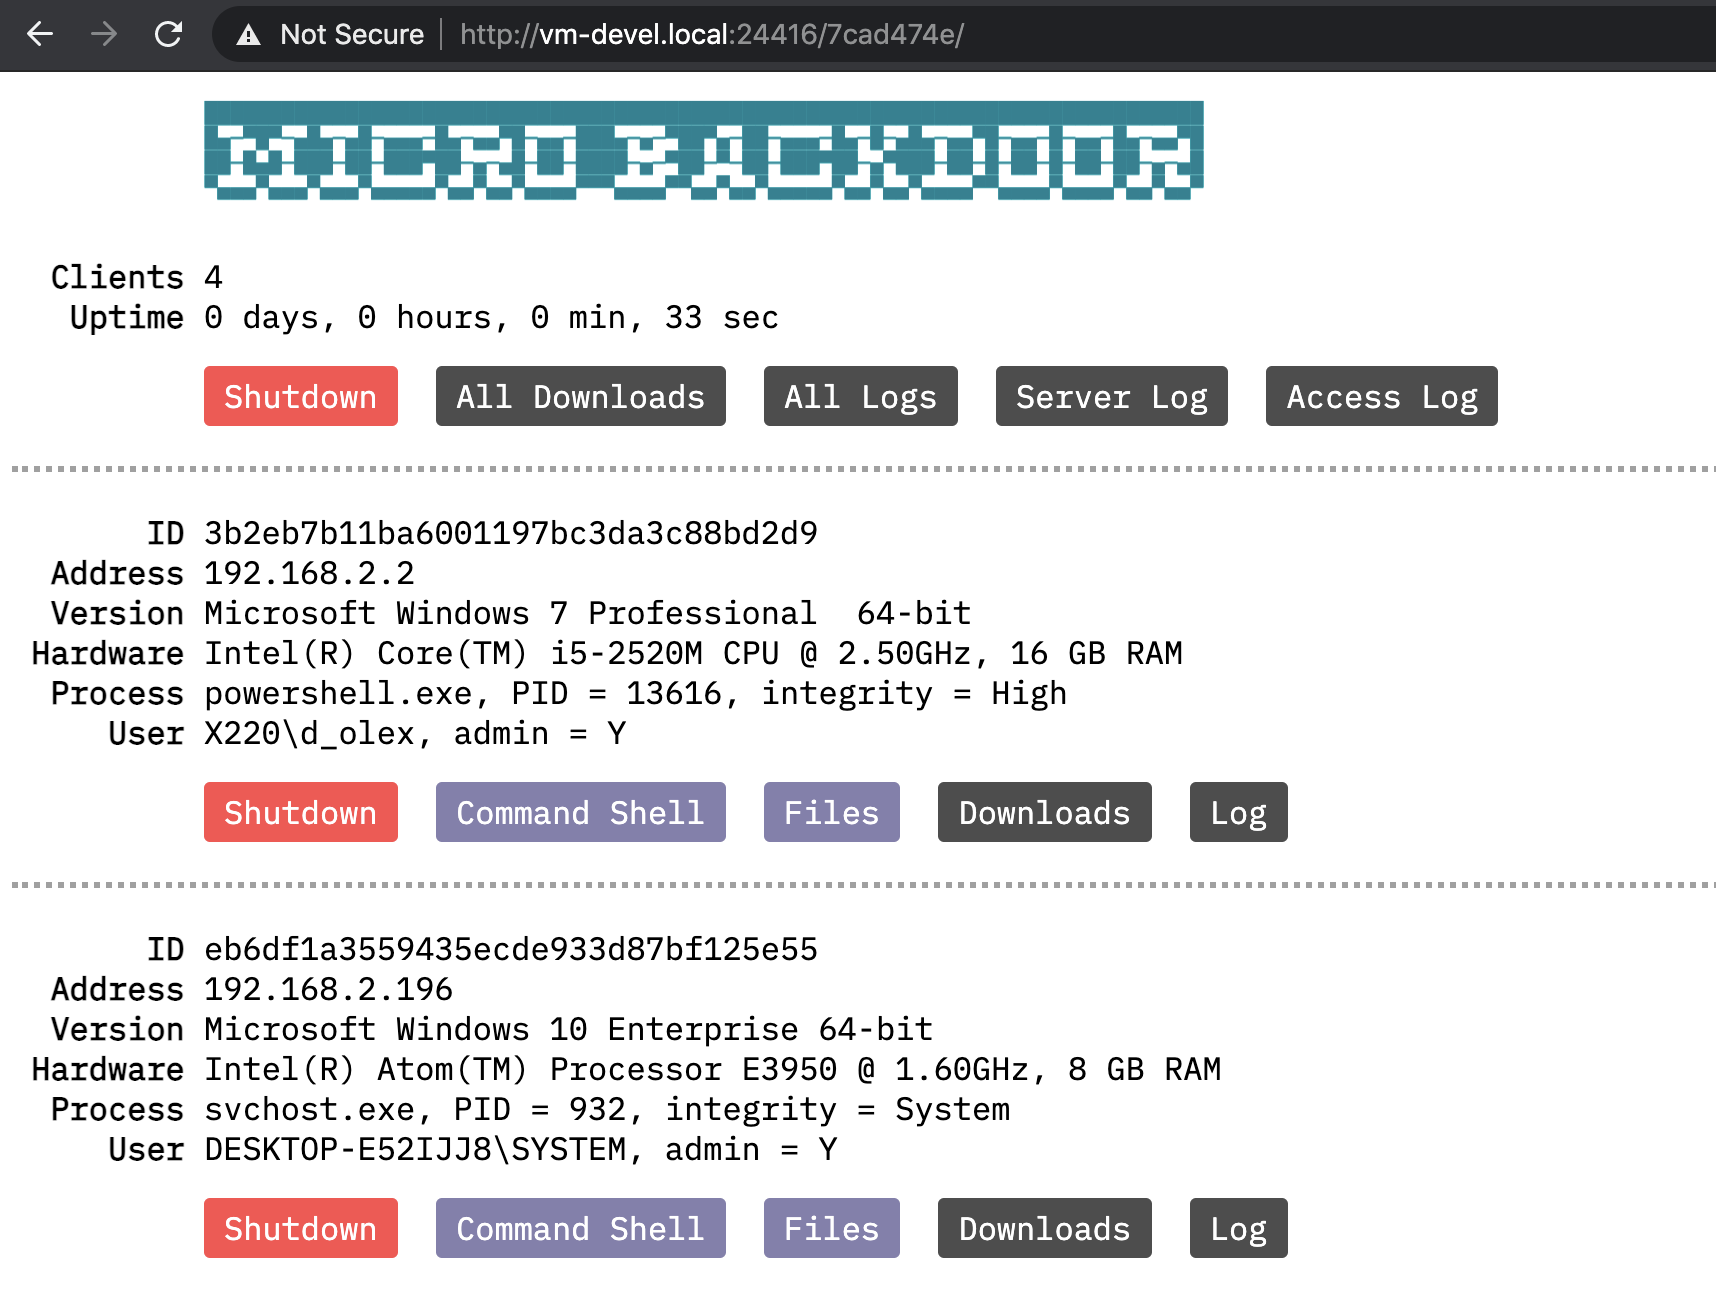 Not Secure | http://vm-devel.local:24416/7cad474e/
MICRO BACKDOOR
Clients 4
Uptime 0 days, 0 hours, 0 min, 33 sec
Shutdown All Downloads All Logs Server Log Access Log
ID 3b2eb7b11ba6001197bc3da3c88bd2d9
Address 192.168.2.2
Version Microsoft Windows 7 Professional  64-bit
Hardware Intel(R) Core(TM) i5-2520M CPU @ 2.50GHz, 16 GB RAM
Process powershell.exe, PID = 13616, integrity = High
User X220\d_olex, admin = Y
Shutdown Command Shell Files Downloads Log
ID eb6df1a3559435ecde933d87bf125e55
Address 192.168.2.196
Version Microsoft Windows 10 Enterprise 64-bit
Hardware Intel(R) Atom(TM) Processor E3950 @ 1.60GHz, 8 GB RAM
Process svchost.exe, PID = 932, integrity = System
User DESKTOP-E52IJJ8\SYSTEM, admin = Y
Shutdown Command Shell Files Downloads Log